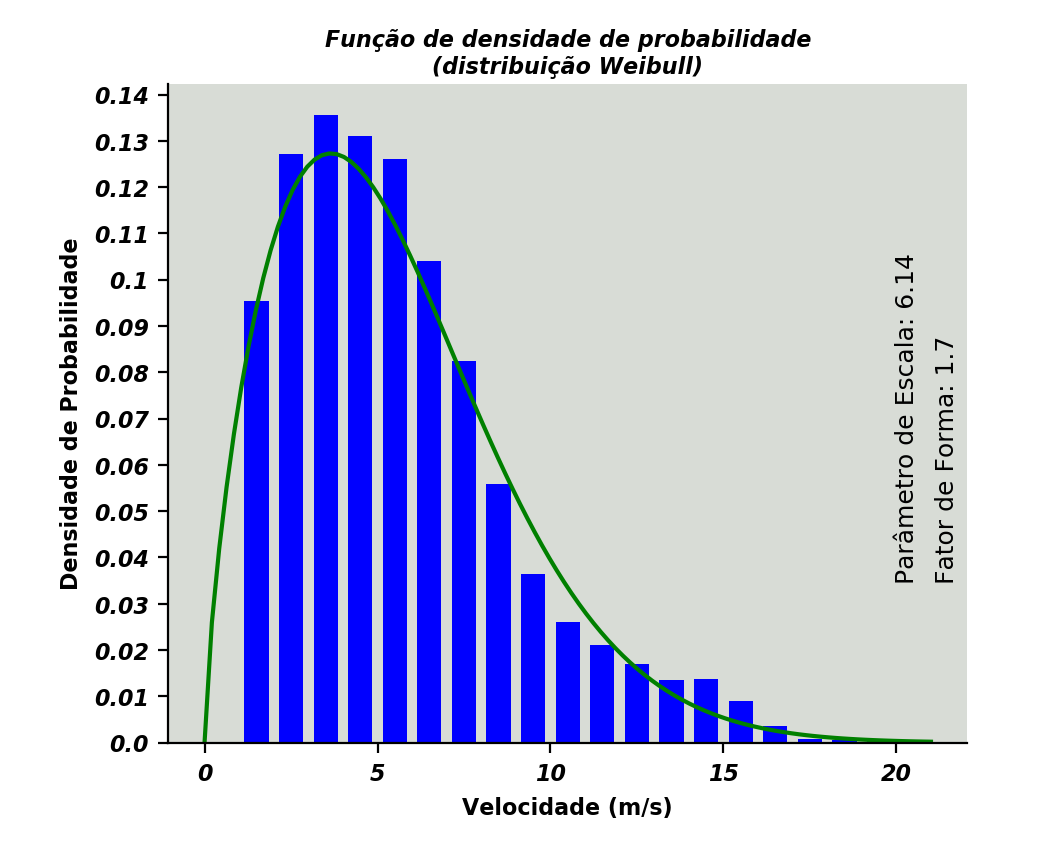 Função de densidade de probabilidade
(distribuição Weibull)
Densidade de Probabilidade
0.14
0.13
0.12
0.11
0.1
0.09
0.08
0.07
0.06
0.05
0.04
0.03
0.02
0.01
0.0
Parâmetro de Escala: 6.14
Fator de Forma: 1.7
0 5 10 15 20
Velocidade (m/s)